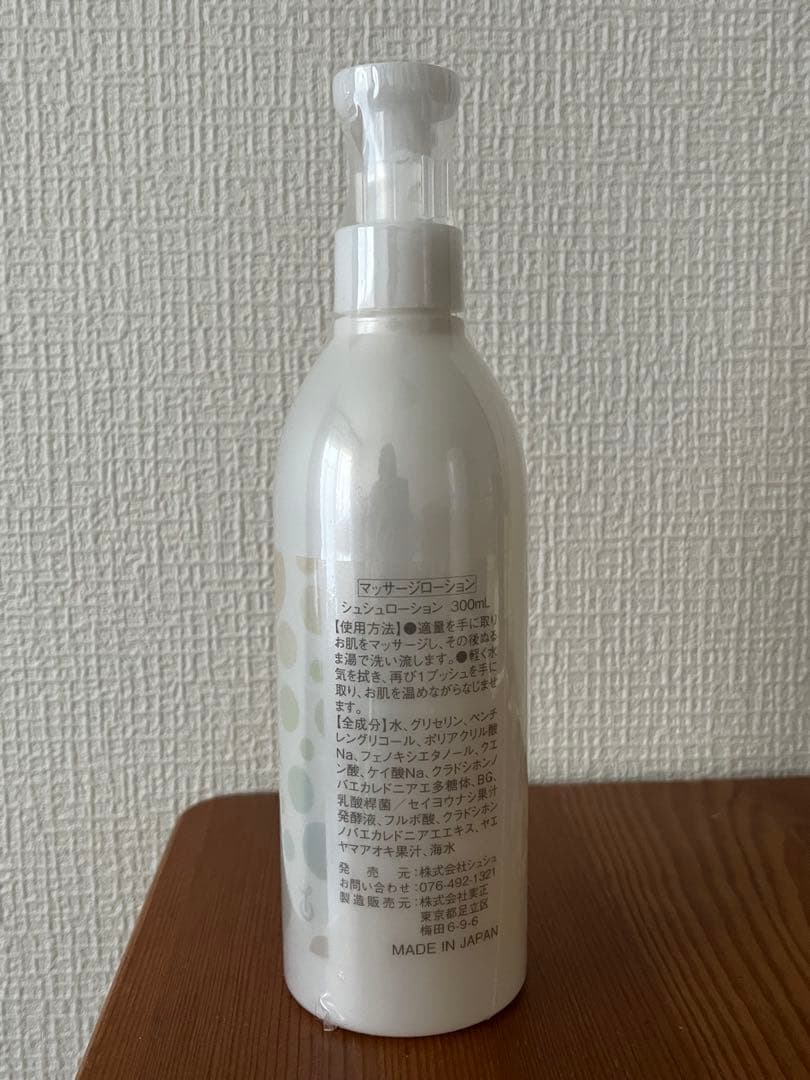 マッサージローション
シュシュローション 300mL
【使用方法】●適量を手に取り
お肌をマッサージし、その後ぬる
ま湯で洗い流します。●軽く水
気を拭き、再び1プッシュを手に
取り、お肌を温めながらなじませ
ます。
【全成分】水、グリセリン、ペンチ
レングリコール、ポリアクリル酸
Na、フェノキシエタノール、クエ
ン酸、ケイ酸Na、クラドシホンノ
バエカレドニアエ多糖体、BG、
乳酸桿菌／セイヨウナシ果汁
発酵液、フルボ酸、クラドシホン
ノバエカレドニアエエキス、ヤエ
ヤマアオキ果汁、海水
発売元：株式会社シュシュ
お問い合わせ：076-492-1321
製造販売元：株式会社実正
東京都足立区
梅田6-9-6
MADE IN JAPAN